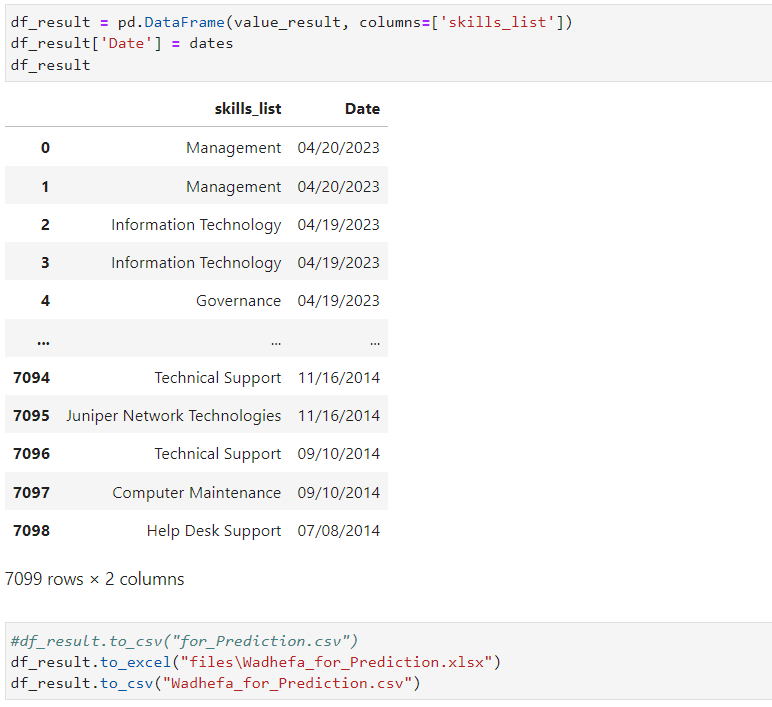 df_result = pd.DataFrame(value_result, columns=['skills_list'])
df_result['Date'] = dates
df_result
skills_list Date
0 Management 04/20/2023
1 Management 04/20/2023
2 Information Technology 04/19/2023
3 Information Technology 04/19/2023
4 Governance 04/19/2023
... ... ...
7094 Technical Support 11/16/2014
7095 Juniper Network Technologies 11/16/2014
7096 Technical Support 09/10/2014
7097 Computer Maintenance 09/10/2014
7098 Help Desk Support 07/08/2014
7099 rows × 2 columns
#df_result.to_csv("for_Prediction.csv")
df_result.to_excel("files\Wadhefa_for_Prediction.xlsx")
df_result.to_csv("Wadhefa_for_Prediction.csv")